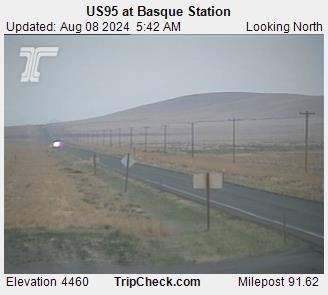 US95 at Basque Station
Updated: Aug 08 2024 5:42 AM Looking North
Elevation 4460 TripCheck.com Milepost 91.62